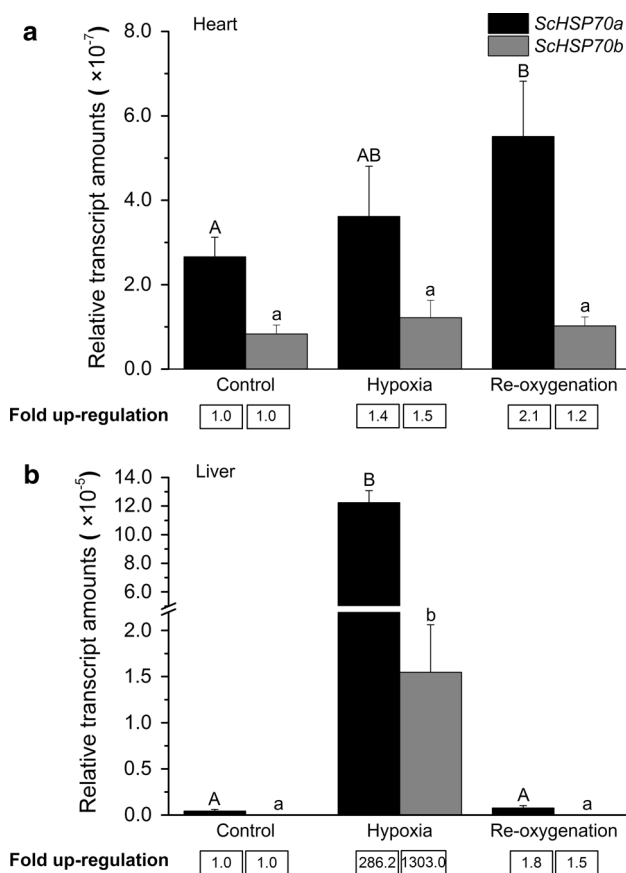 a
Heart
ScHSP70a
ScHSP70b
Relative transcript amounts ( ×10⁻⁷)
8.0
6.0
4.0
2.0
0.0
A
a
AB
a
B
a
Control Hypoxia Re-oxygenation
Fold up-regulation 1.0 1.0 1.4 1.5 2.1 1.2
b
Liver
Relative transcript amounts ( ×10⁻⁵)
14.0
12.0
10.0
8.0
6.0
2.0
1.5
1.0
0.5
0.0
A
a
B
b
A
a
Control Hypoxia Re-oxygenation
Fold up-regulation 1.0 1.0 286.2 1303.0 1.8 1.5